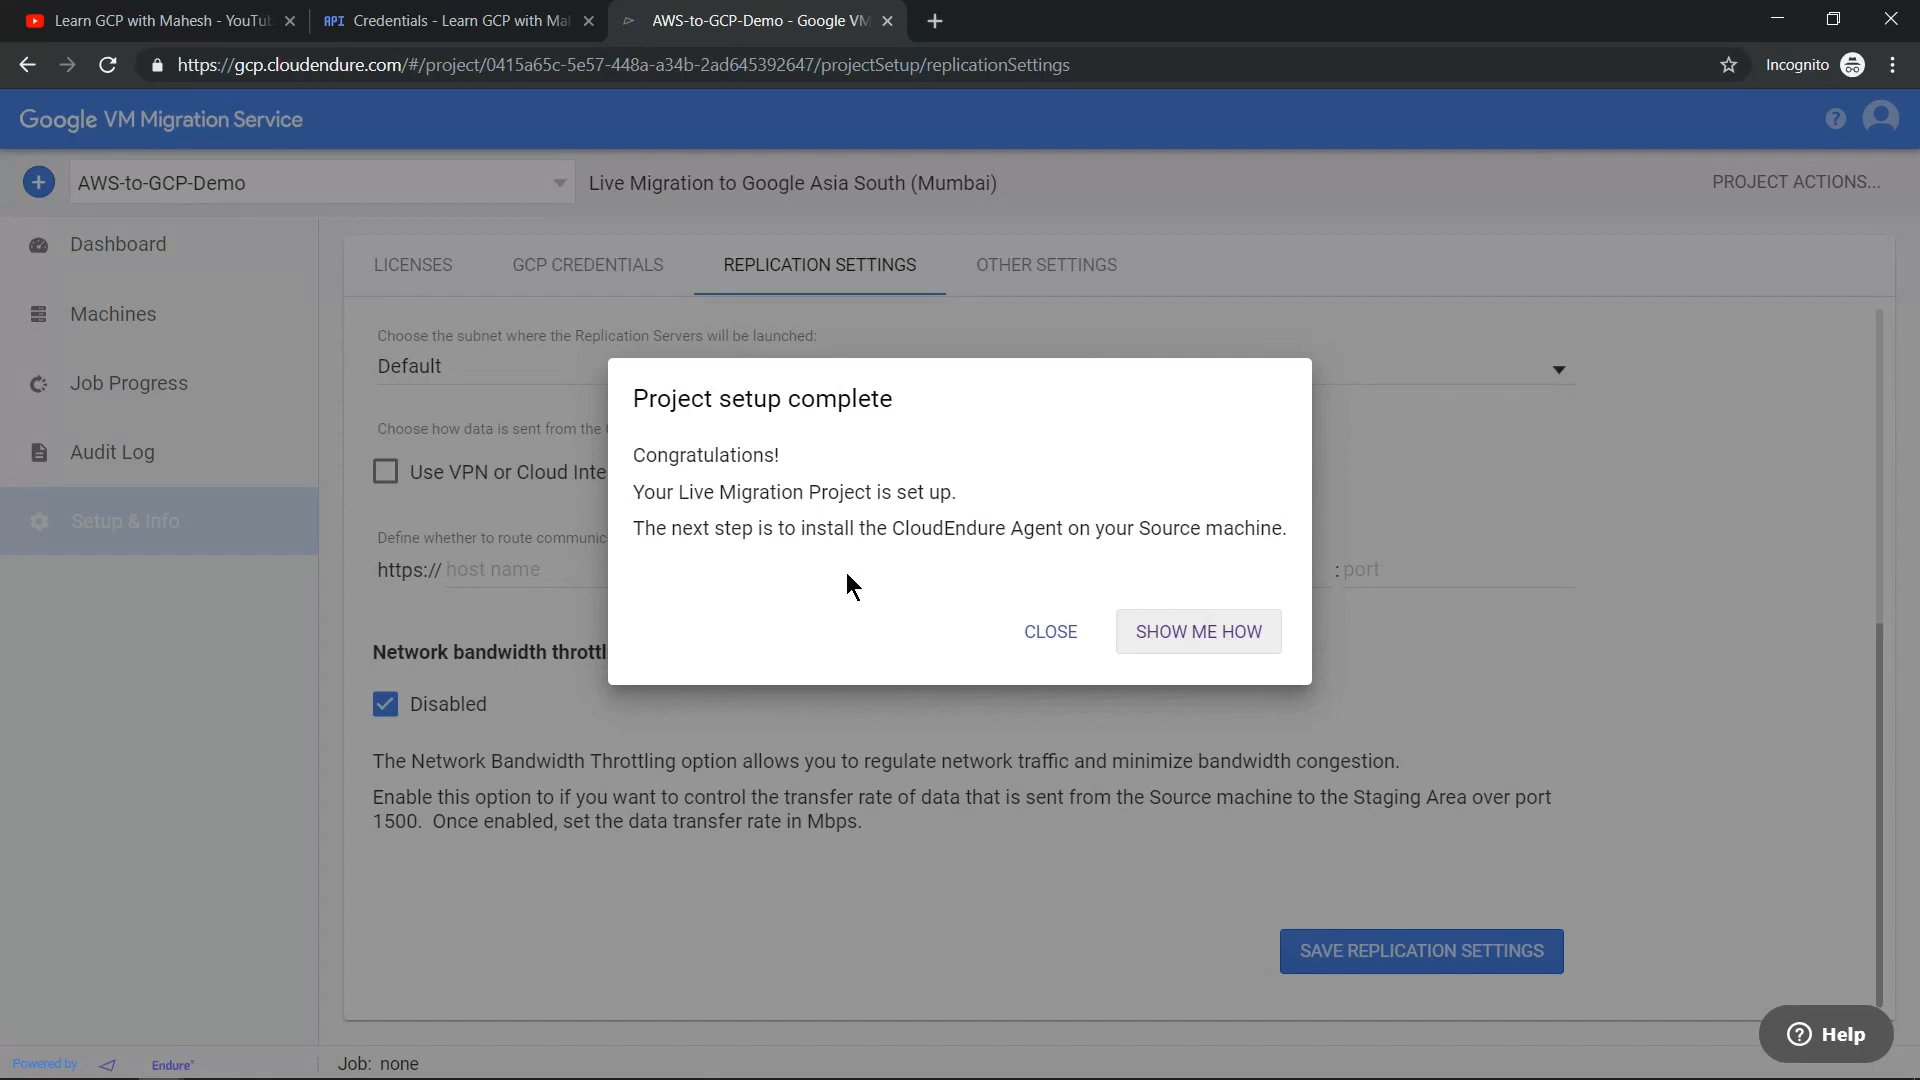 Learn GCP with Mahesh - YouTu
API Credentials - Learn GCP with Ma
AWS-to-GCP-Demo - Google VM
https://gcp.cloudendure.com/#/project/0415a65c-5e57-448a-a34b-2ad645392647/projectSetup/replicationSettings
Incognito
Google VM Migration Service
AWS-to-GCP-Demo
Live Migration to Google Asia South (Mumbai)
PROJECT ACTIONS...
Dashboard
Machines
Job Progress
Audit Log
Setup & Info
LICENSES
GCP CREDENTIALS
REPLICATION SETTINGS
OTHER SETTINGS
Choose the subnet where the Replication Servers will be launched:
Default
Choose how data is sent from the
Use VPN or Cloud Inte
Define whether to route communic
https:// host name
: port
Project setup complete
Congratulations!
Your Live Migration Project is set up.
The next step is to install the CloudEndure Agent on your Source machine.
CLOSE
SHOW ME HOW
Network bandwidth throttl
Disabled
The Network Bandwidth Throttling option allows you to regulate network traffic and minimize bandwidth congestion.
Enable this option to if you want to control the transfer rate of data that is sent from the Source machine to the Staging Area over port
1500. Once enabled, set the data transfer rate in Mbps.
SAVE REPLICATION SETTINGS
Help
Powered by
Endure
Job: none